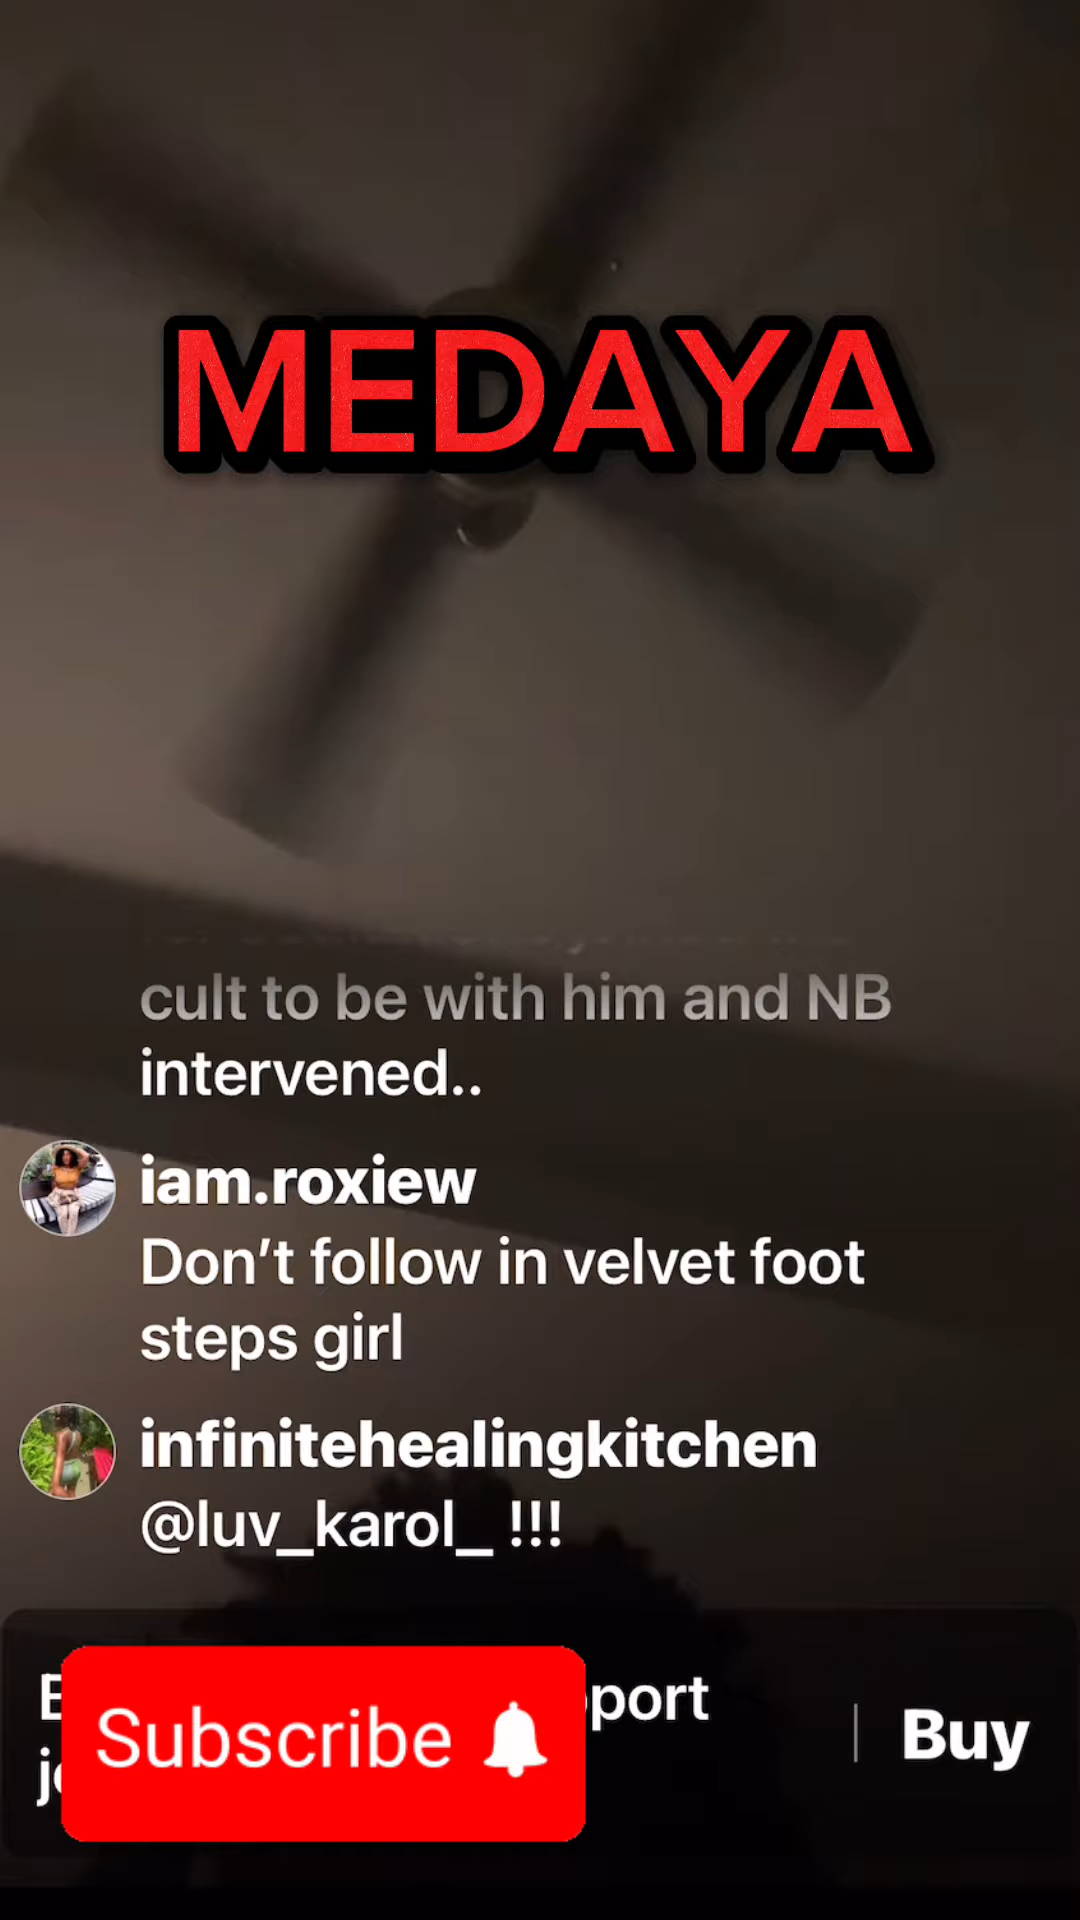 MEDAYA
cult to be with him and NB
intervened..
iam.roxiew
Don’t follow in velvet foot
steps girl
infinitehealingkitchen
@luv_karol_ !!!
Subscribe
Buy